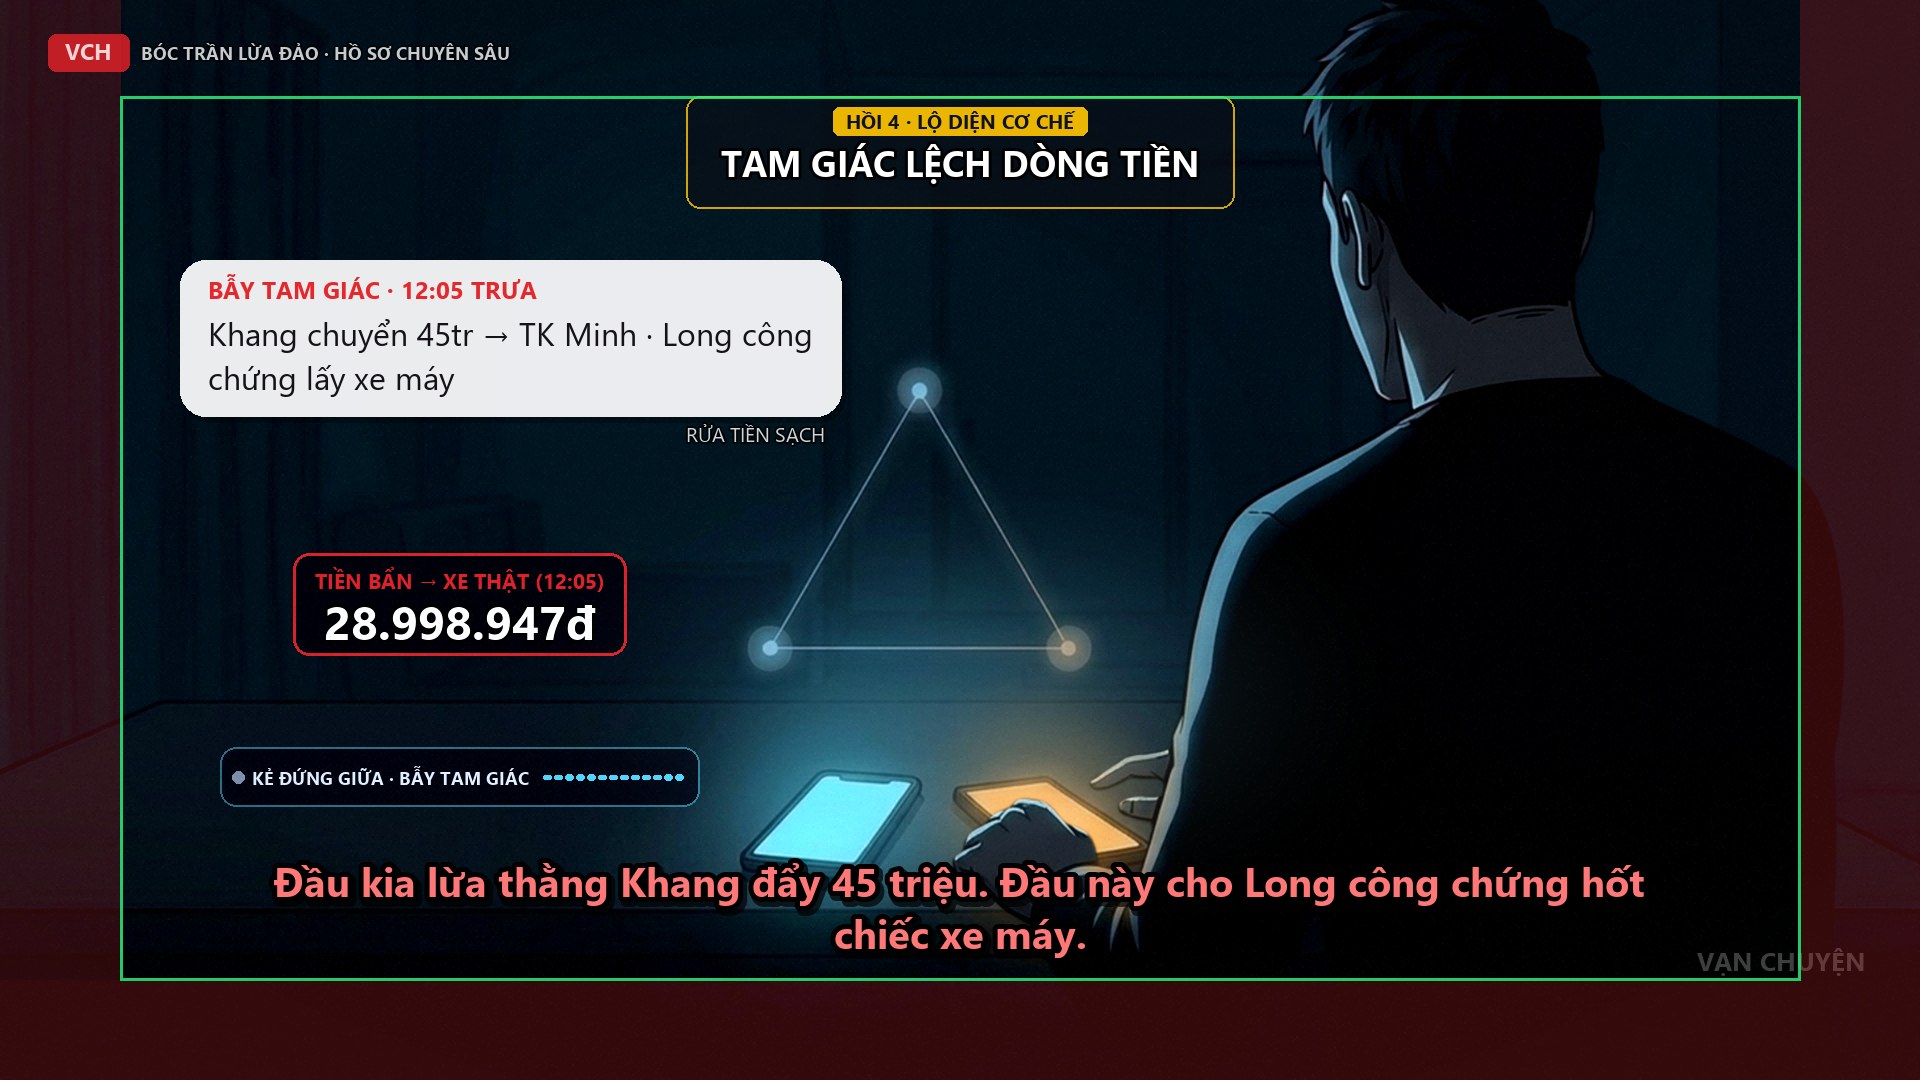 VCH
BÓC TRẦN LỪA ĐẢO · HỒ SƠ CHUYÊN SÂU
HỒI 4 · LỘ DIỆN CƠ CHẾ
TAM GIÁC LỆCH DÒNG TIỀN
BẪY TAM GIÁC · 12:05 TRƯA
Khang chuyển 45tr → TK Minh · Long công
chứng lấy xe máy
RỬA TIỀN SẠCH
TIỀN BẨN → XE THẬT (12:05)
28.998.947đ
KẺ ĐỨNG GIỮA · BẪY TAM GIÁC
Đầu kia lừa thằng Khang đẩy 45 triệu. Đầu này cho Long công chứng hốt
chiếc xe máy.
VẠN CHUYỆN